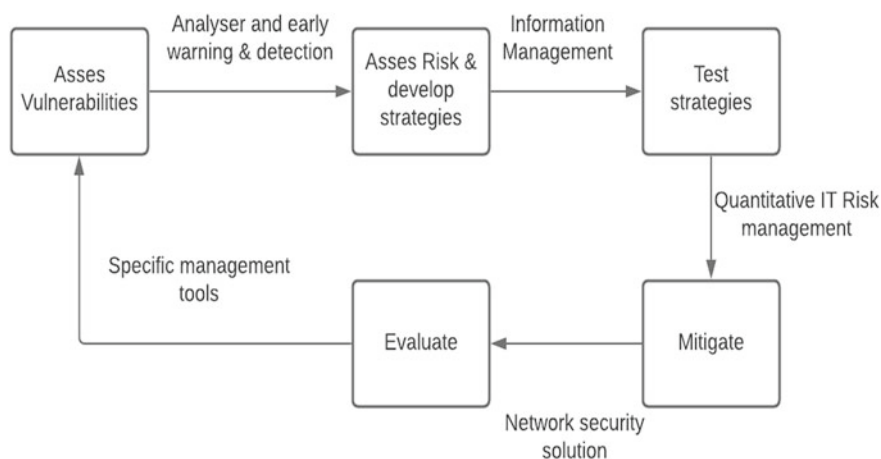 Asses
Vulnerabilities
Analyser and early
warning & detection
Asses Risk &
develop
strategies
Information
Management
Test
strategies
Quantitative IT Risk
management
Mitigate
Network security
solution
Evaluate
Specific management
tools